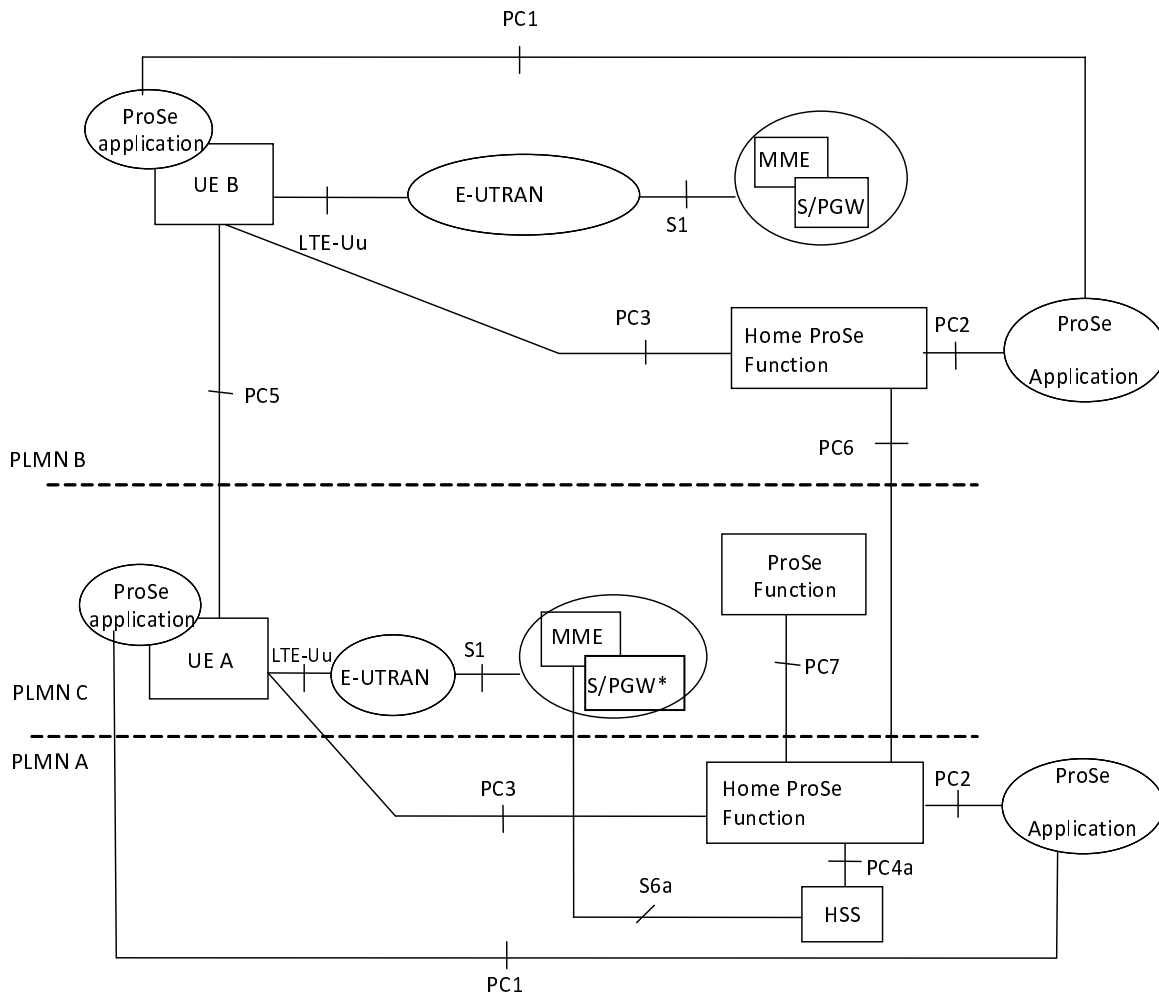 PC1
ProSe
application
UE B
E-UTRAN
MME
S/PGW
S1
LTE-Uu
PC3
Home ProSe
Function
PC2
ProSe
Application
PC5
PC6
PLMN B
ProSe
Function
ProSe
application
UE A
LTE-Uu
E-UTRAN
S1
MME
S/PGW*
PC7
PLMN C
PLMN A
PC3
Home ProSe
Function
PC2
ProSe
Application
PC4a
S6a
HSS
PC1